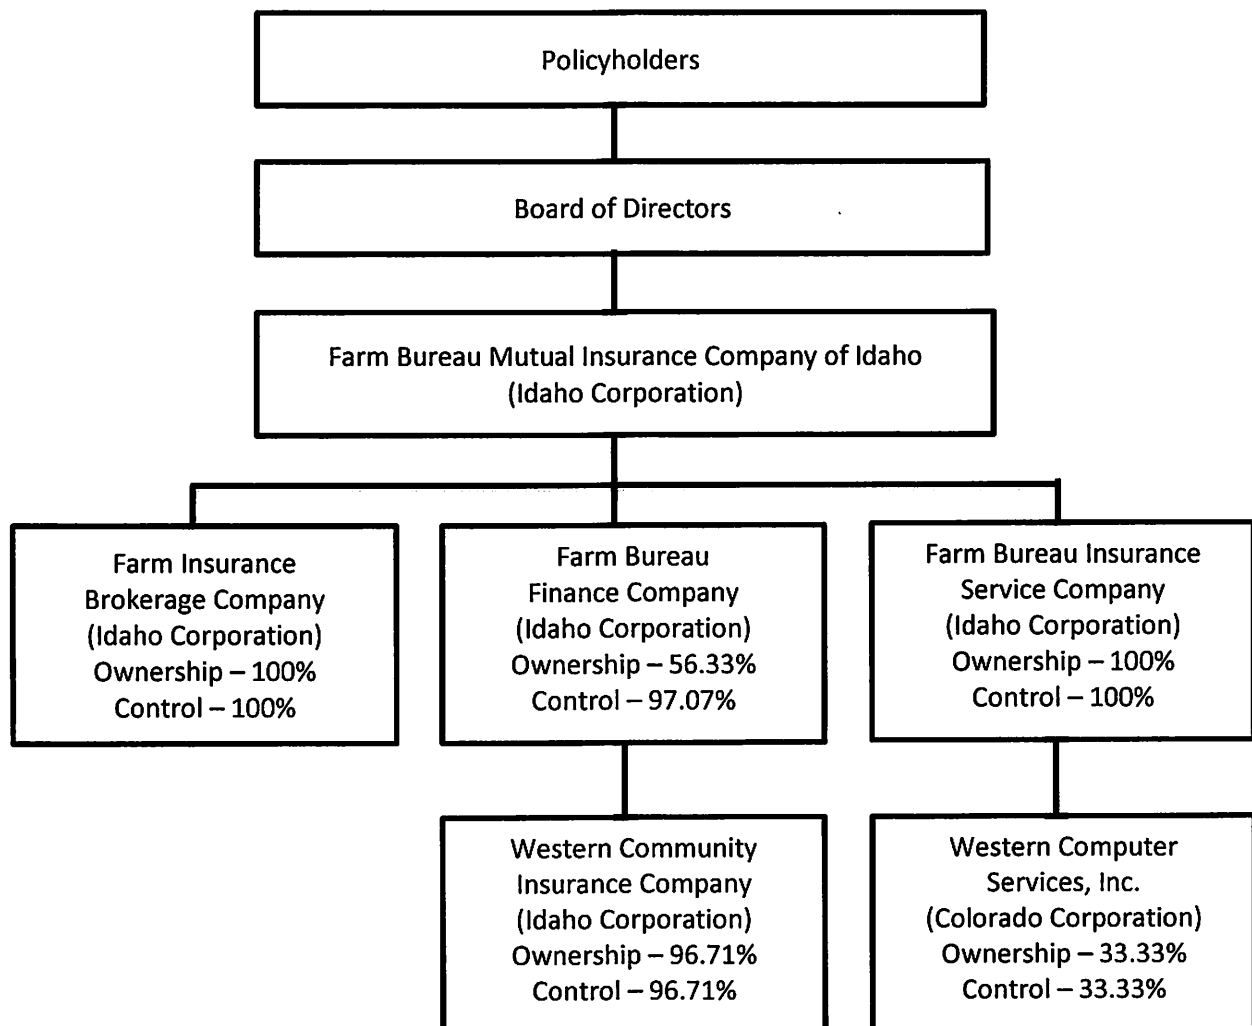 Policyholders
Board of Directors
Farm Bureau Mutual Insurance Company of Idaho
(Idaho Corporation)
Farm Insurance
Brokerage Company
(Idaho Corporation)
Ownership – 100%
Control – 100%
Farm Bureau
Finance Company
(Idaho Corporation)
Ownership – 56.33%
Control – 97.07%
Farm Bureau Insurance
Service Company
(Idaho Corporation)
Ownership – 100%
Control – 100%
Western Community
Insurance Company
(Idaho Corporation)
Ownership – 96.71%
Control – 96.71%
Western Computer
Services, Inc.
(Colorado Corporation)
Ownership – 33.33%
Control – 33.33%